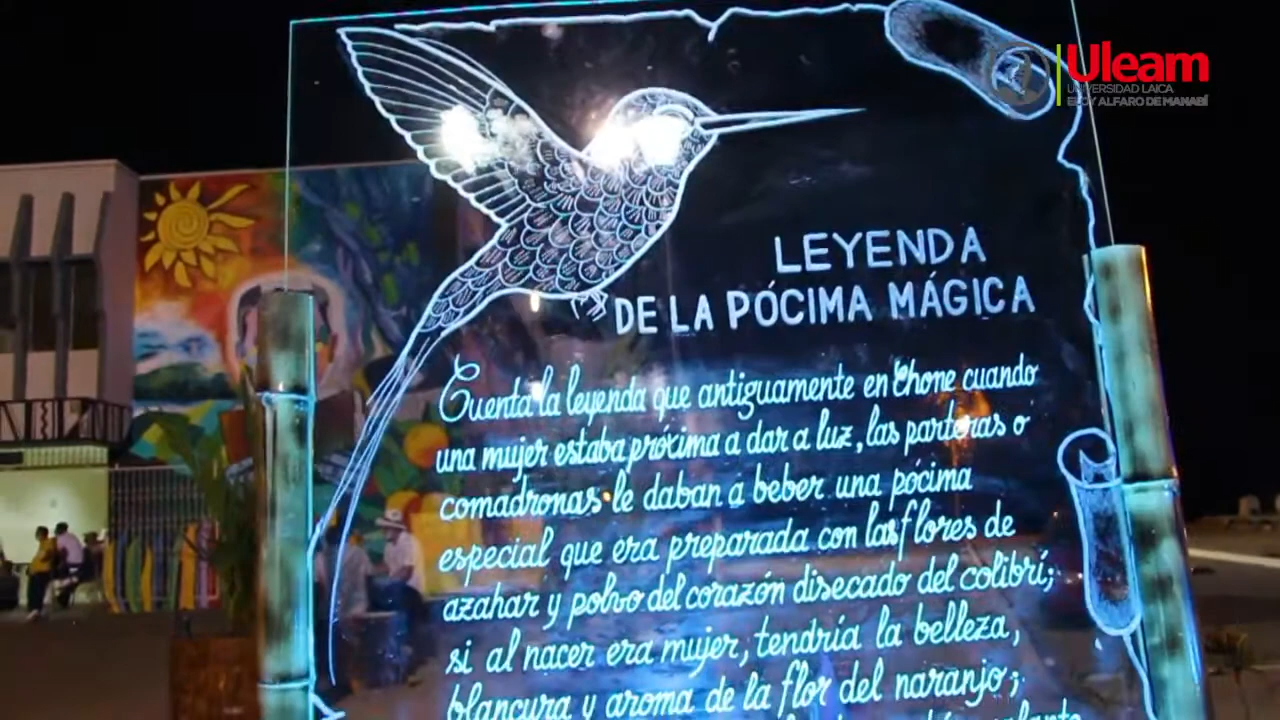 Uleam
UNIVERSIDAD LAICA
ELOY ALFARO DE MANABÍ
LEYENDA
DE LA PÓCIMA MÁGICA
Cuenta la leyenda que antiguamente en Chone cuando
una mujer estaba próxima a dar a luz, las parteras o
comadronas le daban a beber una pócima
especial que era preparada con las flores de
azahar y polvo del corazón disecado del colibrí;
si al nacer era mujer, tendría la belleza,
blancura y aroma de la flor del naranjo;